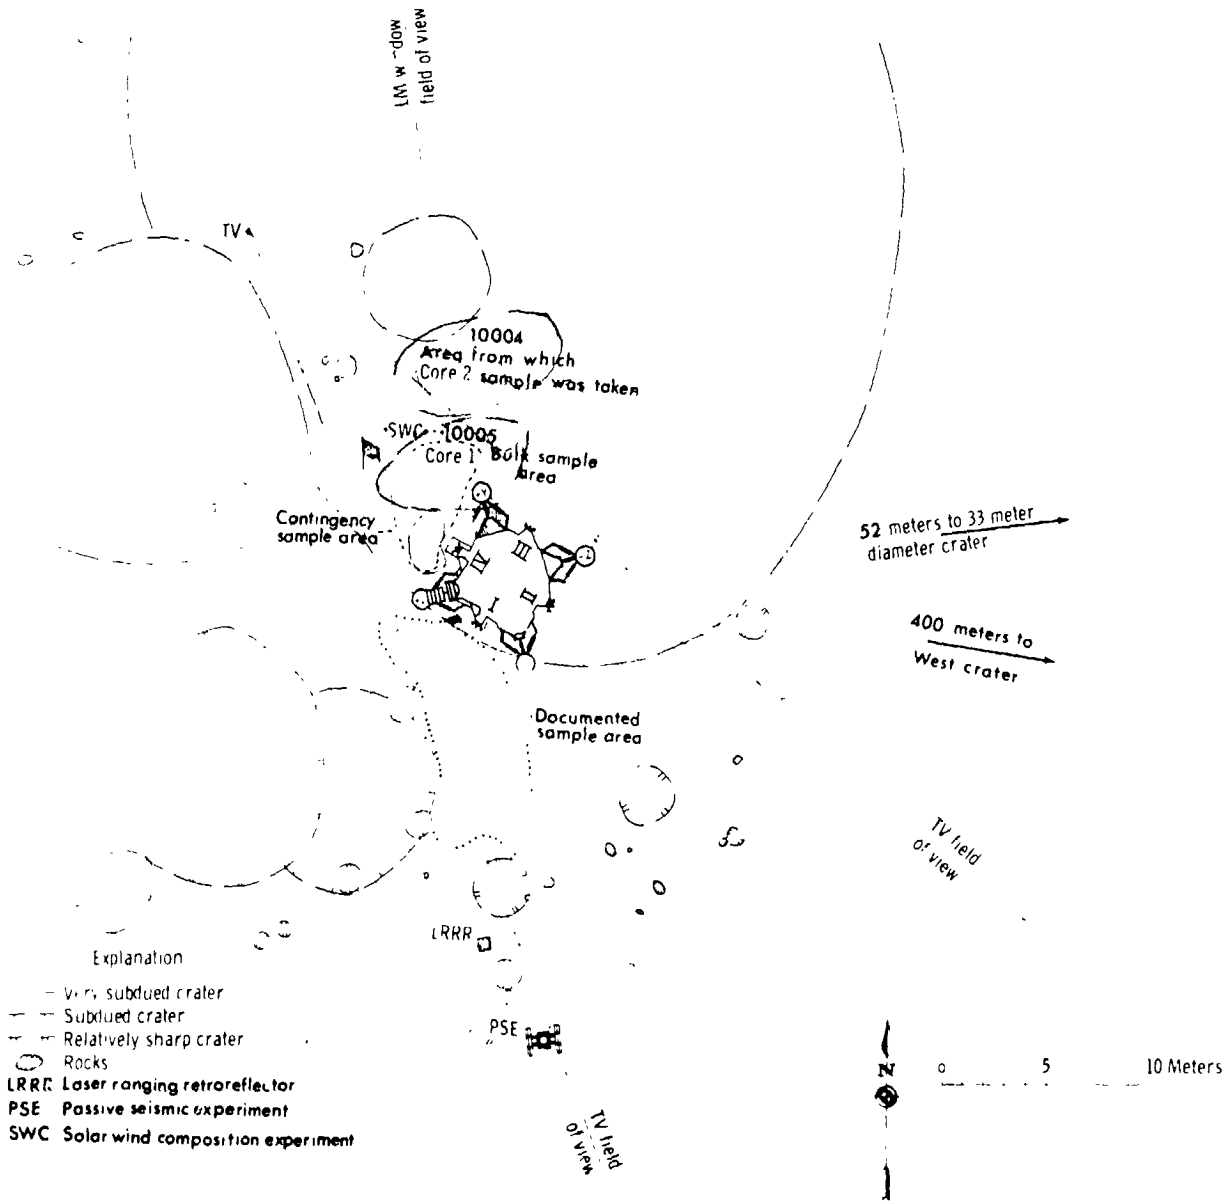 LM w dow
field of view
TV
10004
Area from which
Core 2 sample was taken
SWC
10005
Core 1
Bulk sample
area
Contingency
sample area
52 meters to 33 meter
diameter crater
IV
III
I
II
400 meters to
West crater
Documented
sample area
TV field
of view
LRRR
Explanation
Very subdued crater
Subdued crater
Relatively sharp crater
Rocks
LRRR Laser ranging retroreflector
PSE Passive seismic experiment
SWC Solar wind composition experiment
PSE
N
0 5 10 Meters
TV field
of view